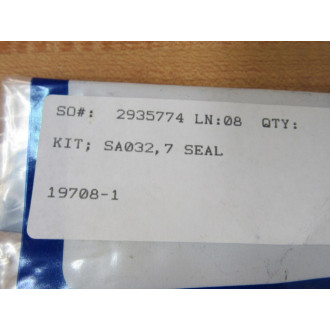 SO#: 2935774 LN:08 QTY:
KIT; SA032,7 SEAL
19708-1